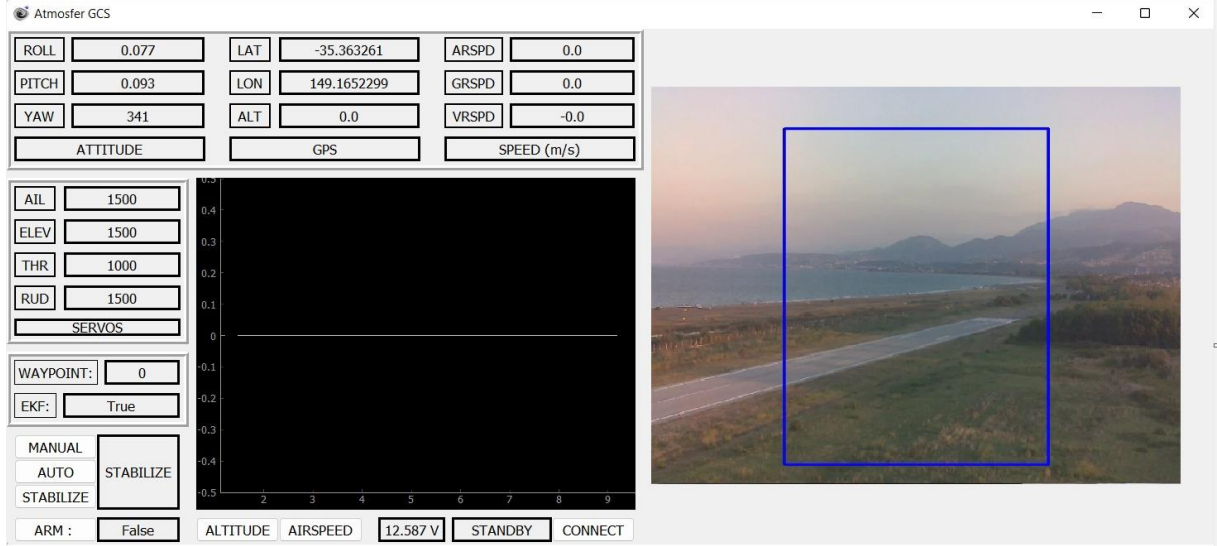 Atmosfer GCS
ROLL 0.077 LAT -35.363261 ARSPD 0.0
PITCH 0.093 LON 149.1652299 GRSPD 0.0
YAW 341 ALT 0.0 VRSPD -0.0
ATTITUDE GPS SPEED (m/s)
AIL 1500
ELEV 1500
THR 1000
RUD 1500
SERVOS
WAYPOINT: 0
EKF: True
MANUAL
AUTO
STABILIZE
STABILIZE
ARM : False
0.5
0.4
0.3
0.2
0.1
0
-0.1
-0.2
-0.3
-0.4
-0.5
2 3 4 5 6 7 8 9
ALTITUDE AIRSPEED 12.587 V STANDBY CONNECT